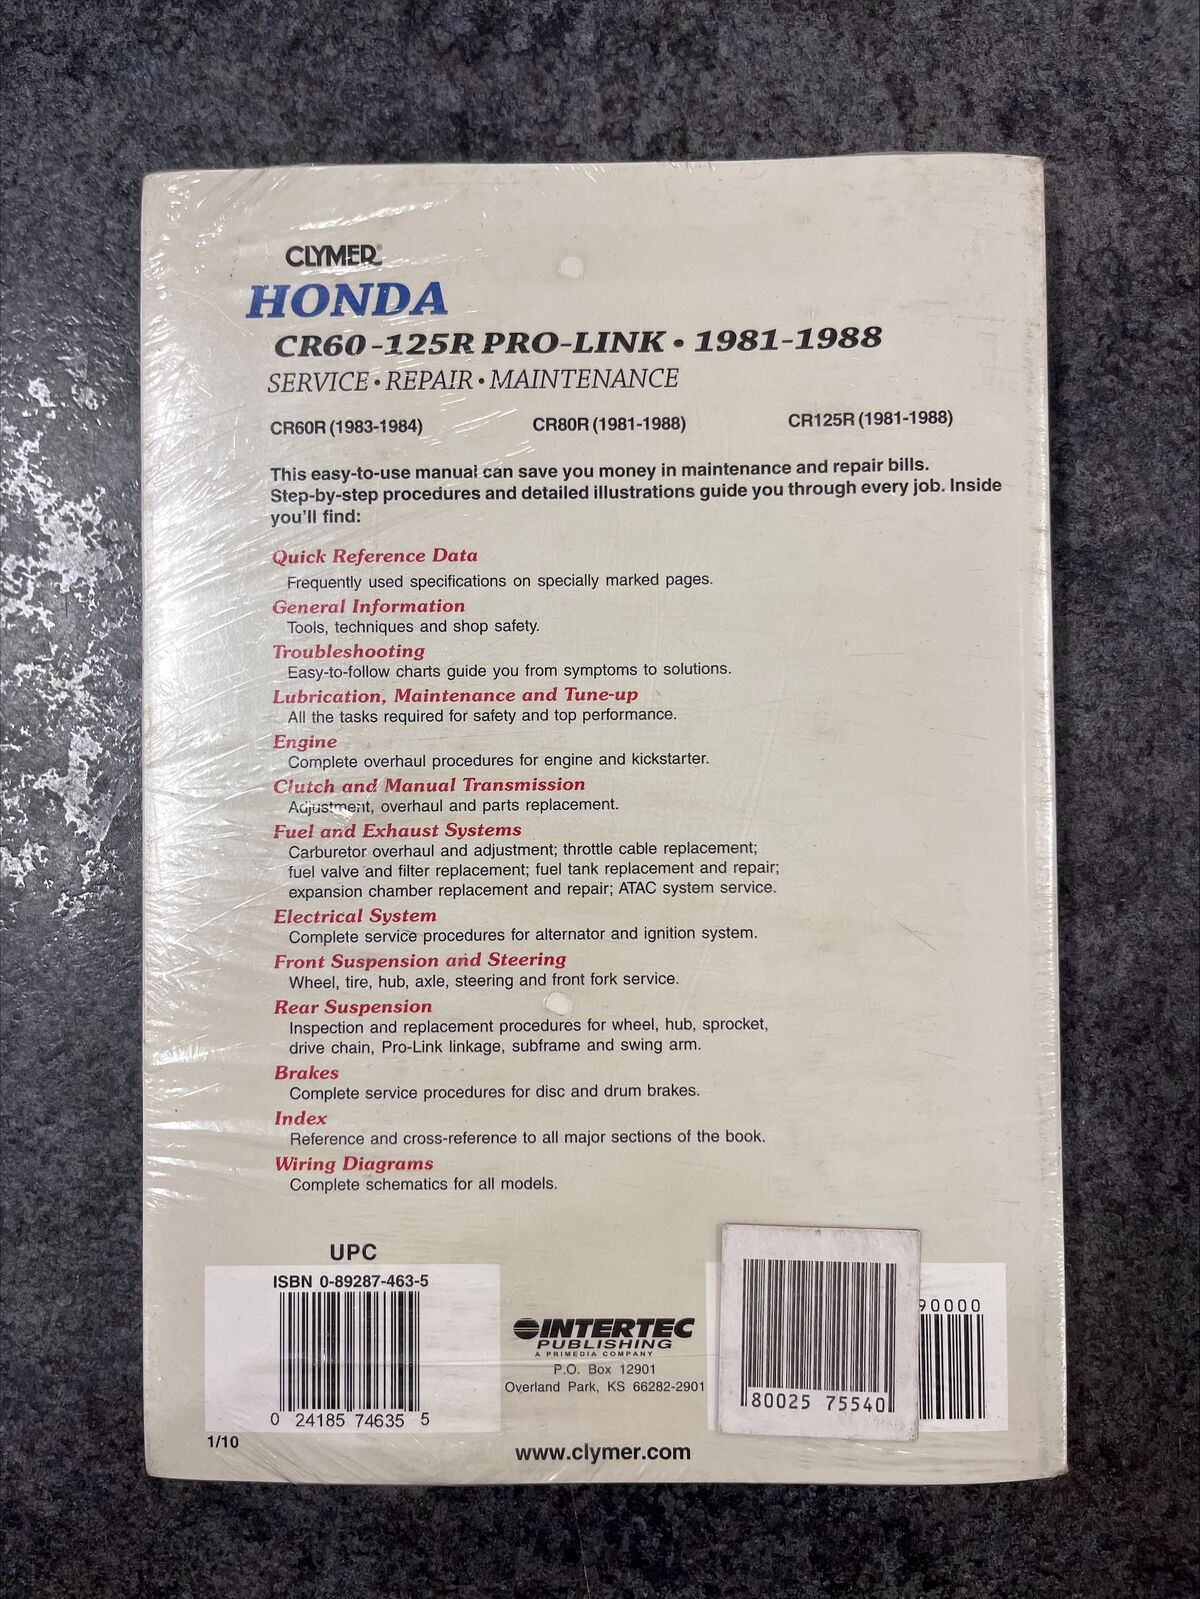 CLYMER®
HONDA
CR60-125R PRO-LINK • 1981-1988
SERVICE • REPAIR • MAINTENANCE
CR60R (1983-1984) CR80R (1981-1988) CR125R (1981-1988)
This easy-to-use manual can save you money in maintenance and repair bills.
Step-by-step procedures and detailed illustrations guide you through every job. Inside
you'll find:
Quick Reference Data
Frequently used specifications on specially marked pages.
General Information
Tools, techniques and shop safety.
Troubleshooting
Easy-to-follow charts guide you from symptoms to solutions.
Lubrication, Maintenance and Tune-up
All the tasks required for safety and top performance.
Engine
Complete overhaul procedures for engine and kickstarter.
Clutch and Manual Transmission
Adjustment, overhaul and parts replacement.
Fuel and Exhaust Systems
Carburetor overhaul and adjustment; throttle cable replacement;
fuel valve and filter replacement; fuel tank replacement and repair;
expansion chamber replacement and repair; ATAC system service.
Electrical System
Complete service procedures for alternator and ignition system.
Front Suspension and Steering
Wheel, tire, hub, axle, steering and front fork service.
Rear Suspension
Inspection and replacement procedures for wheel, hub, sprocket,
drive chain, Pro-Link linkage, subframe and swing arm.
Brakes
Complete service procedures for disc and drum brakes.
Index
Reference and cross-reference to all major sections of the book.
Wiring Diagrams
Complete schematics for all models.
UPC
ISBN 0-89287-463-5
0 24185 74635 5
1/10
INTERTEC
PUBLISHING
A PRIMEDIA COMPANY
P.O. Box 12901
Overland Park, KS 66282-2901
www.clymer.com
80025 75540
90000